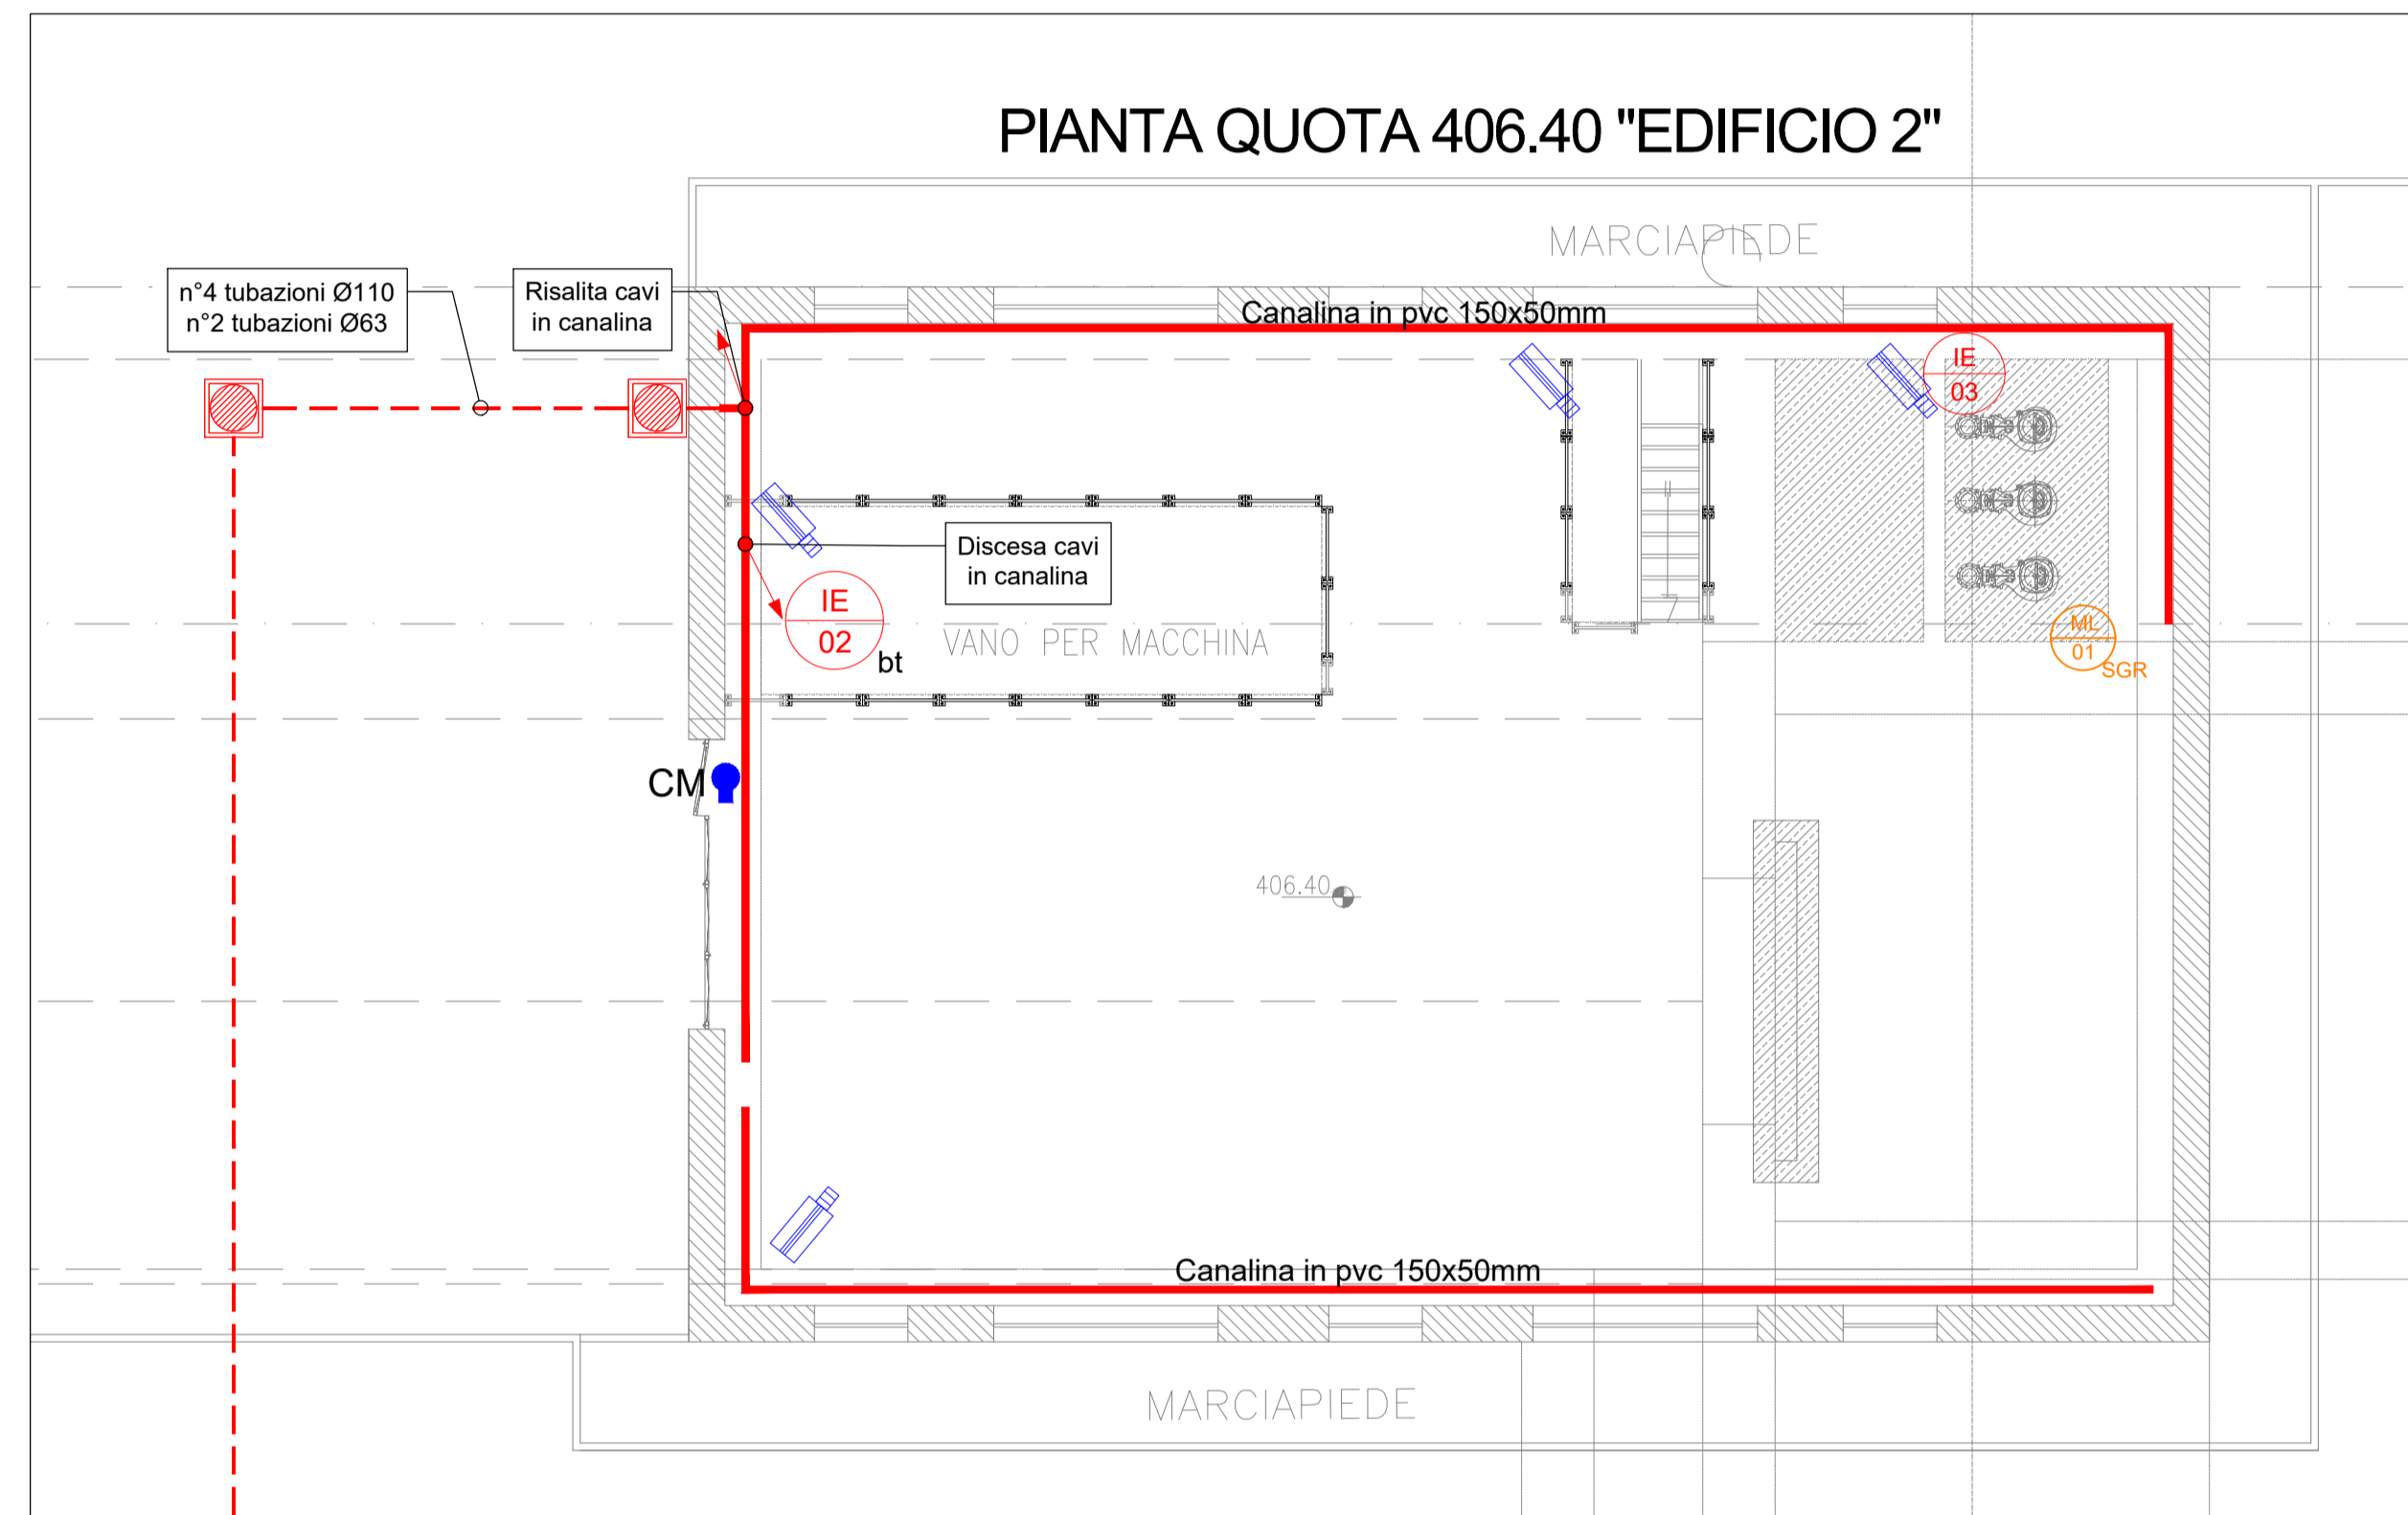 PIANTA QUOTA 406.40 "EDIFICIO 2"
MARCIAPIEDE
n°4 tubazioni Ø110
n°2 tubazioni Ø63
Risalita cavi
in canalina
Canalina in pvc 150x50mm
IE
03
Discesa cavi
in canalina
IE
02
bt
VANO PER MACCHINA
ML
01
SGR
CM
406.40
Canalina in pvc 150x50mm
MARCIAPIEDE